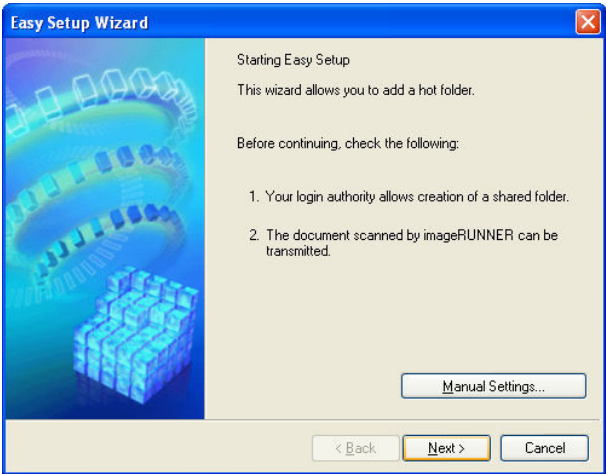 Easy Setup Wizard
Starting Easy Setup
This wizard allows you to add a hot folder.
Before continuing, check the following:
1. Your login authority allows creation of a shared folder.
2. The document scanned by imageRUNNER can be
transmitted.
Manual Settings...
< Back Next > Cancel